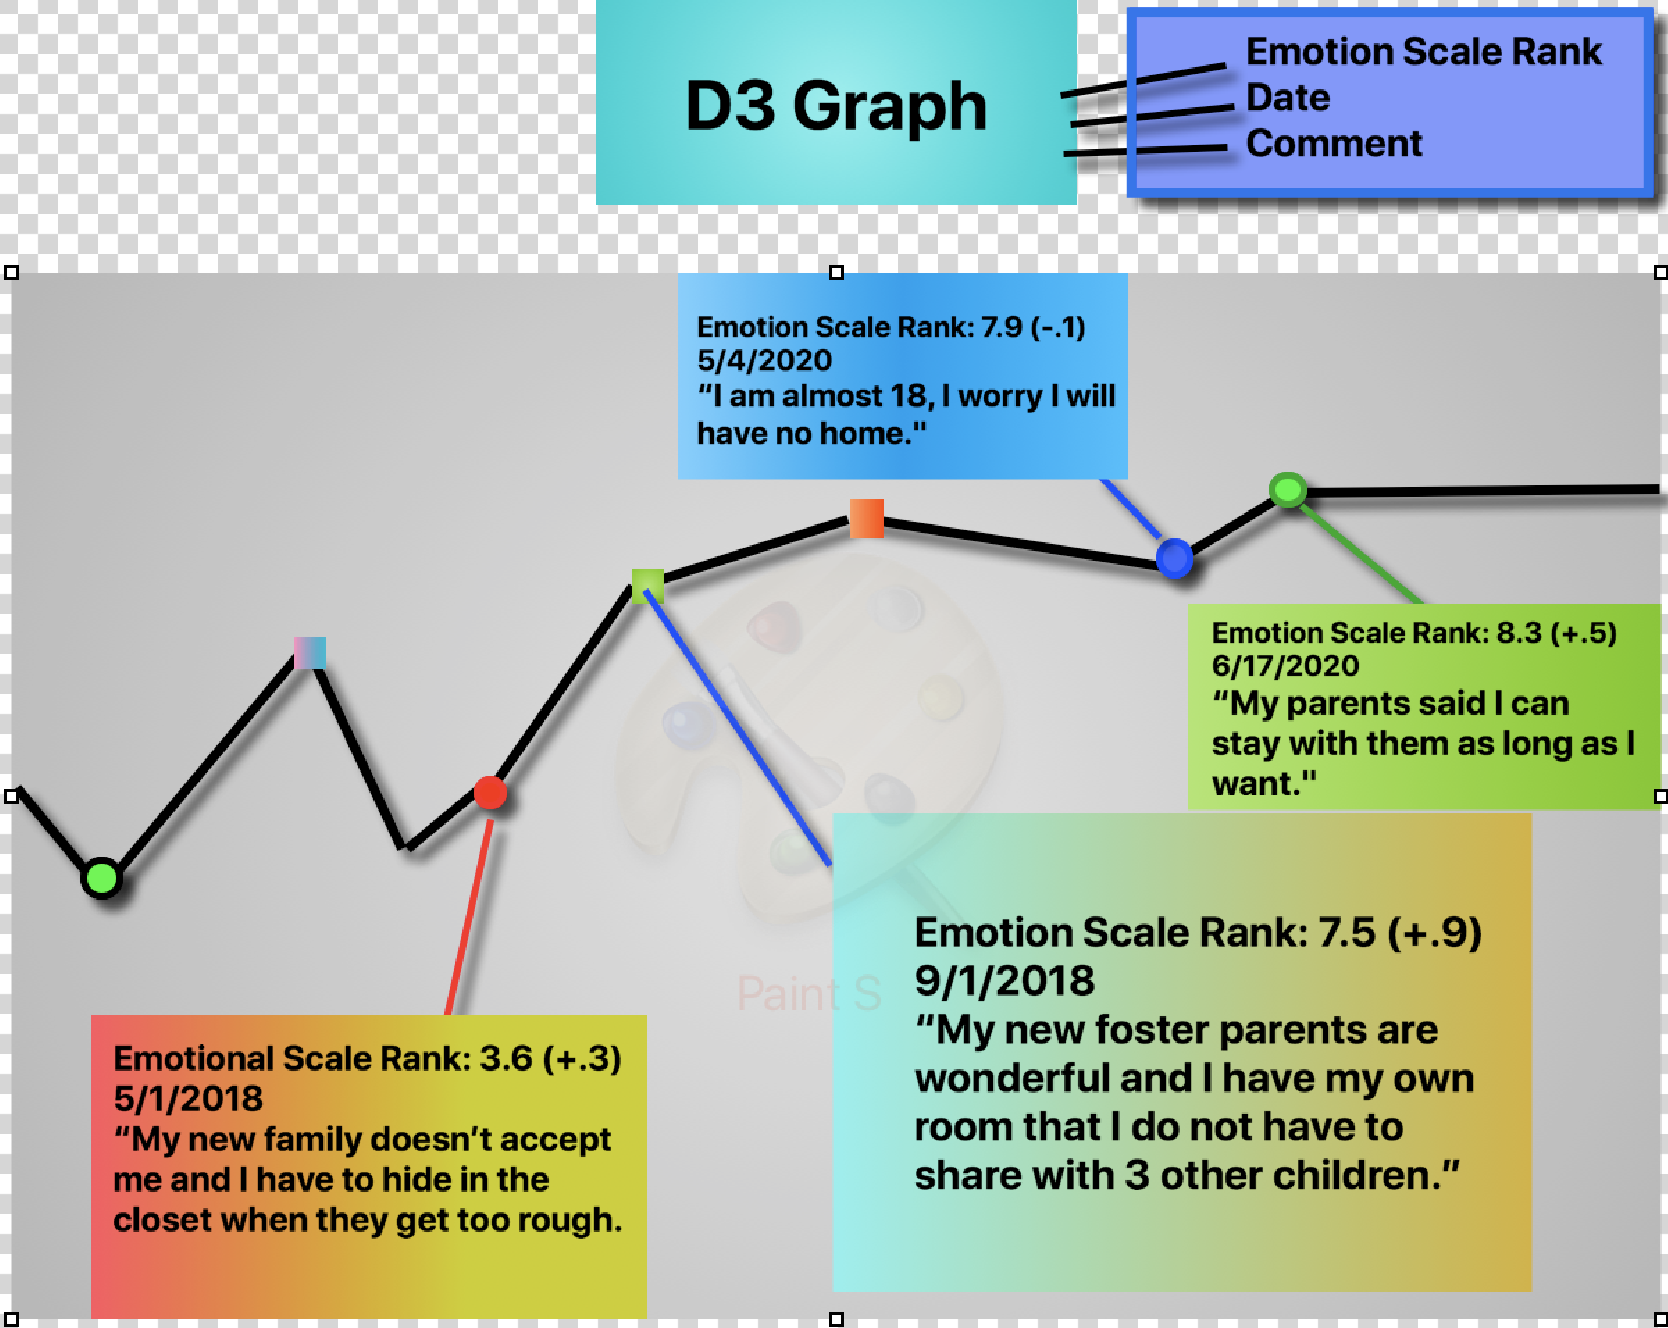 D3 Graph
Emotion Scale Rank
Date
Comment
Emotion Scale Rank: 7.9 (-.1)
5/4/2020
“I am almost 18, I worry I will
have no home."
Emotion Scale Rank: 8.3 (+.5)
6/17/2020
“My parents said I can
stay with them as long as I
want."
Emotion Scale Rank: 7.5 (+.9)
9/1/2018
“My new foster parents are
wonderful and I have my own
room that I do not have to
share with 3 other children.”
Paint S
Emotional Scale Rank: 3.6 (+.3)
5/1/2018
“My new family doesn’t accept
me and I have to hide in the
closet when they get too rough.